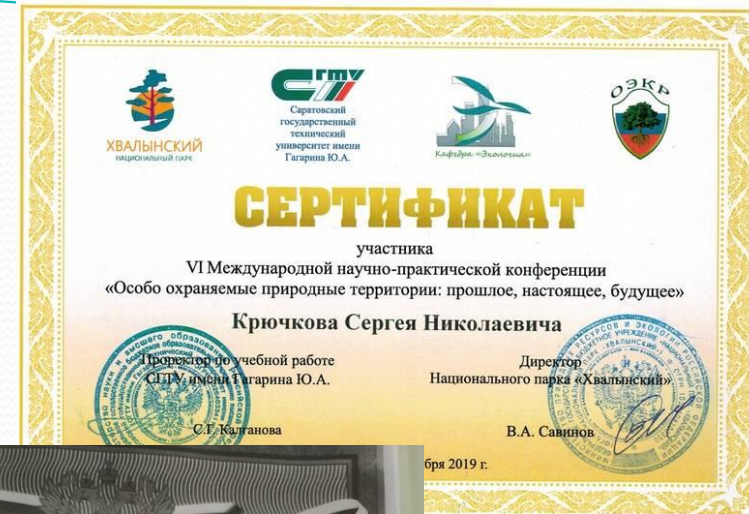 ХВАЛЫНСКИЙ
НАЦИОНАЛЬНЫЙ ПАРК
СГТУ
Саратовский
государственный
технический
университет имени
Гагарина Ю.А.
Кафедра «Экология»
ОЭКР
СЕРТИФИКАТ
участника
VI Международной научно-практической конференции
«Особо охраняемые природные территории: прошлое, настоящее, будущее»
Крючкова Сергея Николаевича
Проректор по учебной работе
СГТУ имени Гагарина Ю.А.
С.Г. Калганова
Директор
Национального парка «Хвалынский»
В.А. Савинов
бря 2019 г.